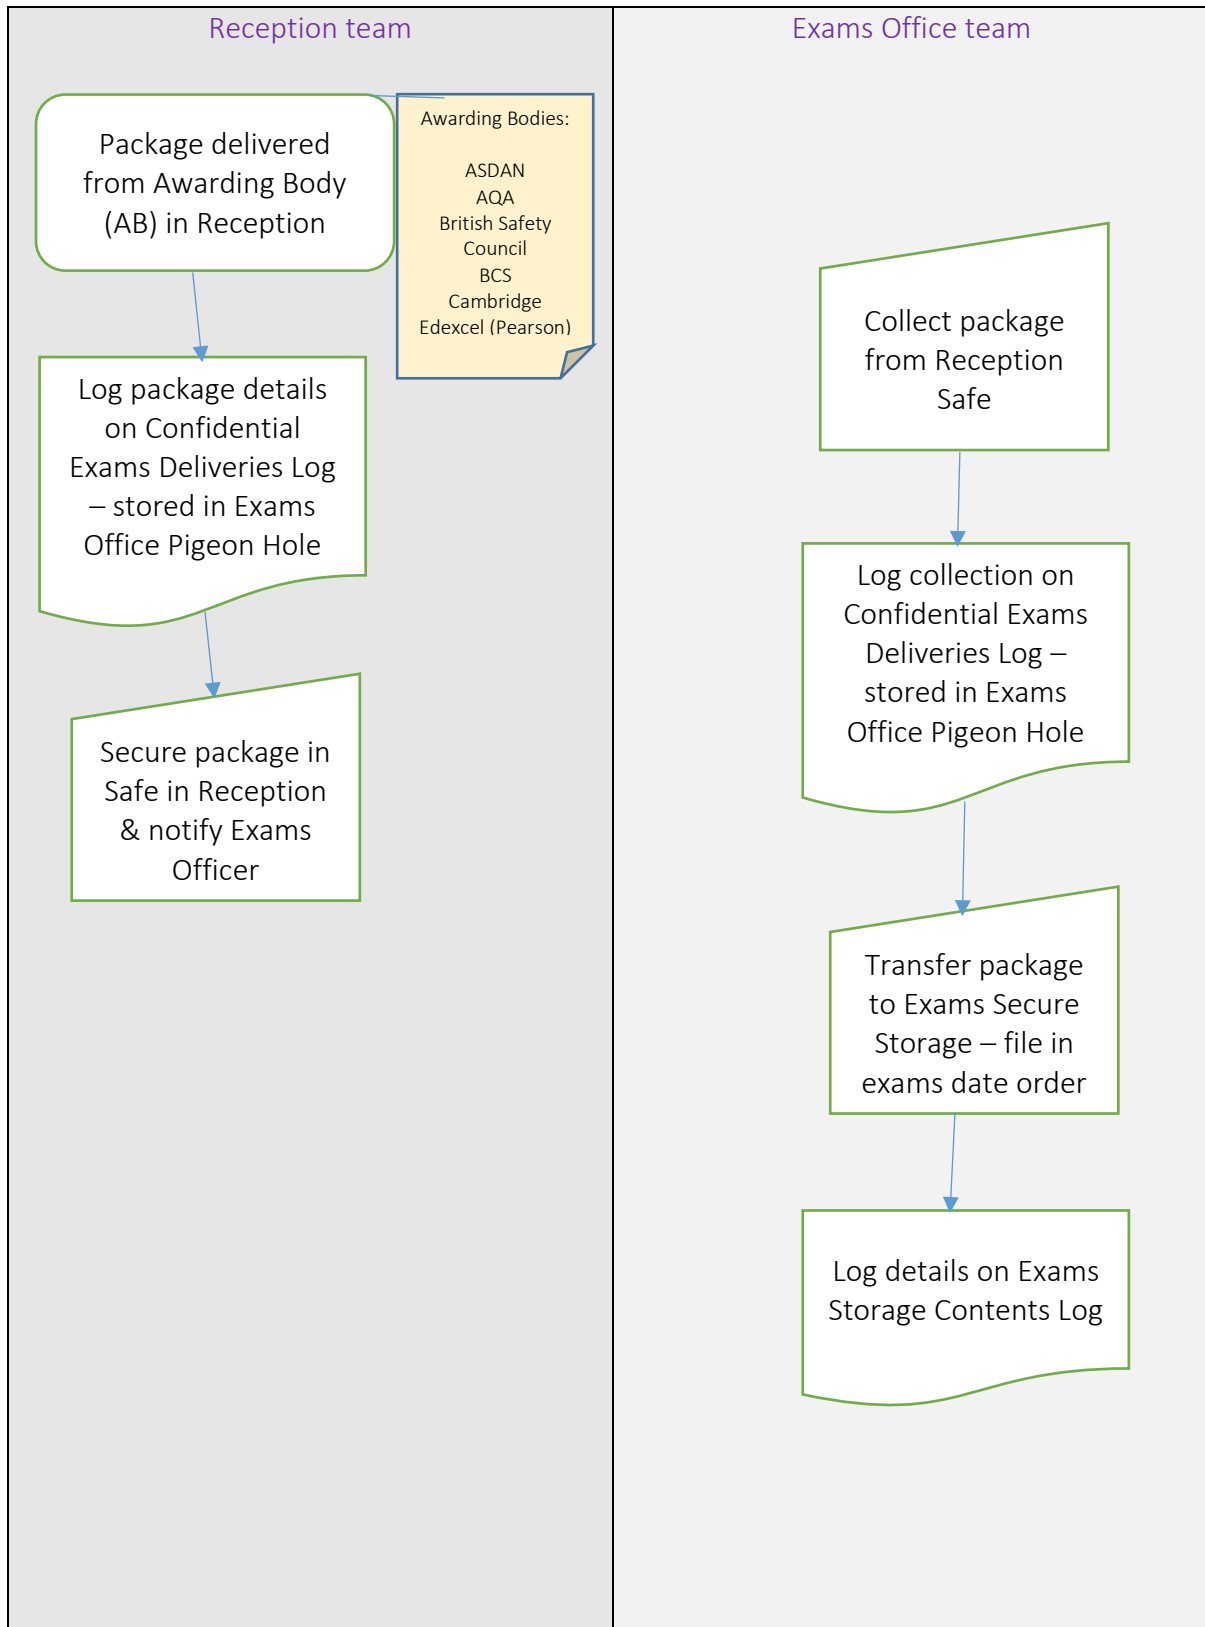 Reception team
Package delivered
from Awarding Body
(AB) in Reception
Awarding Bodies:
ASDAN
AQA
British Safety
Council
BCS
Cambridge
Edexcel (Pearson)
Log package details
on Confidential
Exams Deliveries Log
– stored in Exams
Office Pigeon Hole
Secure package in
Safe in Reception
& notify Exams
Officer
Exams Office team
Collect package
from Reception
Safe
Log collection on
Confidential Exams
Deliveries Log –
stored in Exams
Office Pigeon Hole
Transfer package
to Exams Secure
Storage – file in
exams date order
Log details on Exams
Storage Contents Log